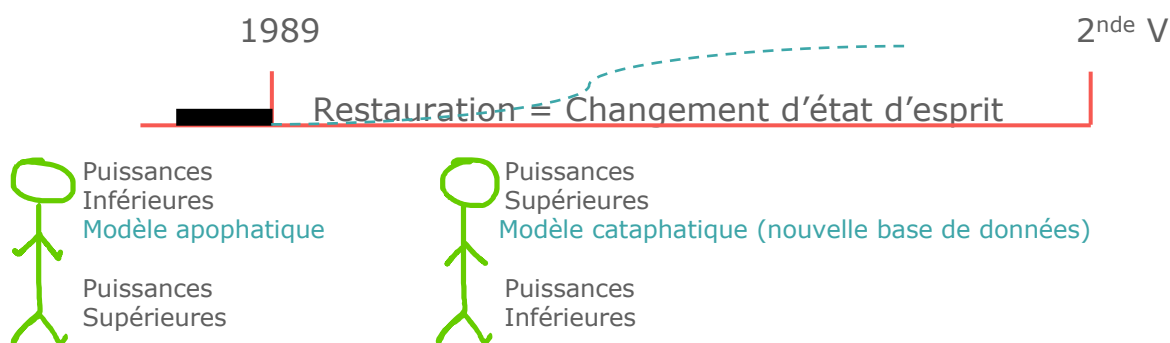 1989
2nde V
Restauration = Changement d’état d’esprit
Puissances
Inférieures
Modèle apophatique
Puissances
Supérieures
Puissances
Supérieures
Modèle cataphatique (nouvelle base de données)
Puissances
Inférieures